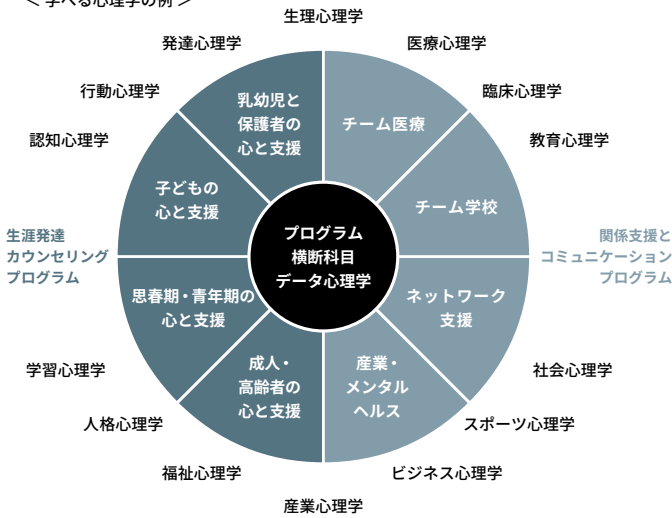 ＜ 学べる心理学の例 ＞
生理心理学
発達心理学
医療心理学
行動心理学
臨床心理学
認知心理学
教育心理学
乳幼児と
保護者の
心と支援
チーム医療
子どもの
心と支援
チーム学校
生涯発達
カウンセリング
プログラム
プログラム
横断科目
データ心理学
関係支援と
コミュニケーション
プログラム
思春期・青年期の
心と支援
ネットワーク
支援
成人・
高齢者の
心と支援
産業・
メンタル
ヘルス
学習心理学
社会心理学
人格心理学
スポーツ心理学
福祉心理学
ビジネス心理学
産業心理学